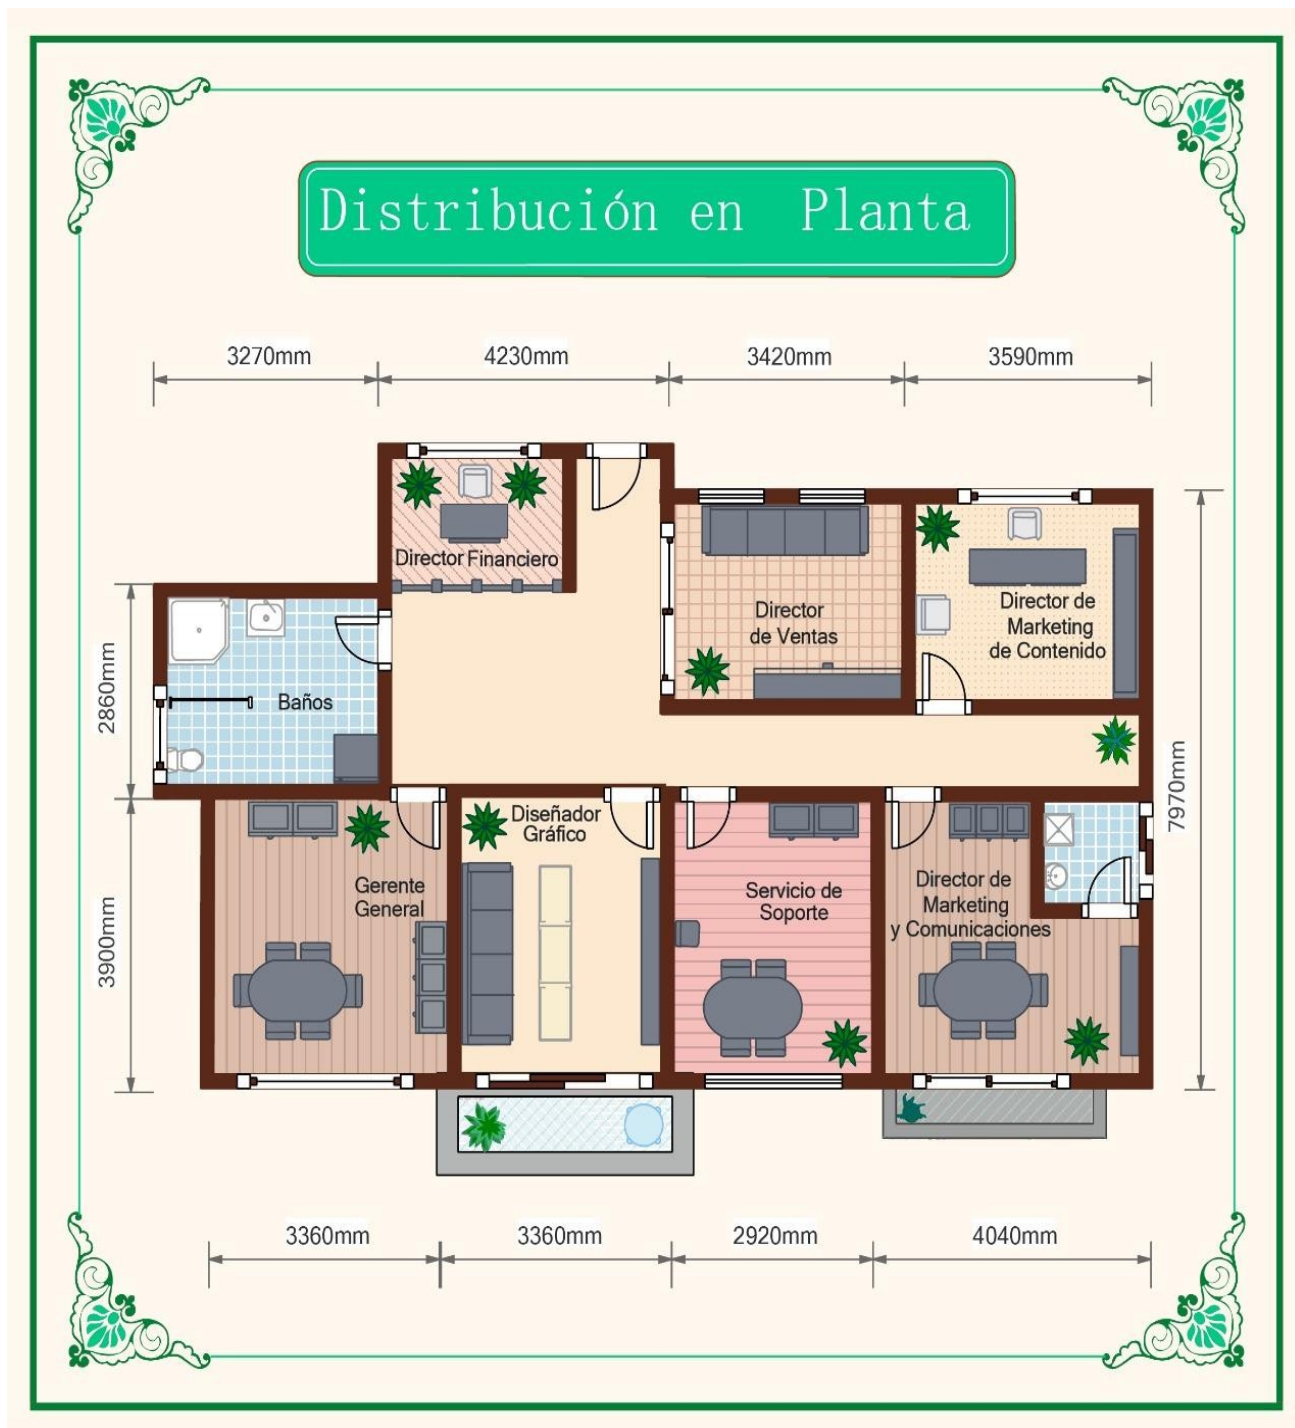 Distribución en Planta
3270mm
4230mm
3420mm
3590mm
Director Financiero
Director
de Ventas
Director de
Marketing
de Contenido
2860mm
Baños
7970mm
Diseñador
Gráfico
Gerente
General
Servicio de
Soporte
Director de
Marketing
y Comunicaciones
3900mm
3360mm
3360mm
2920mm
4040mm